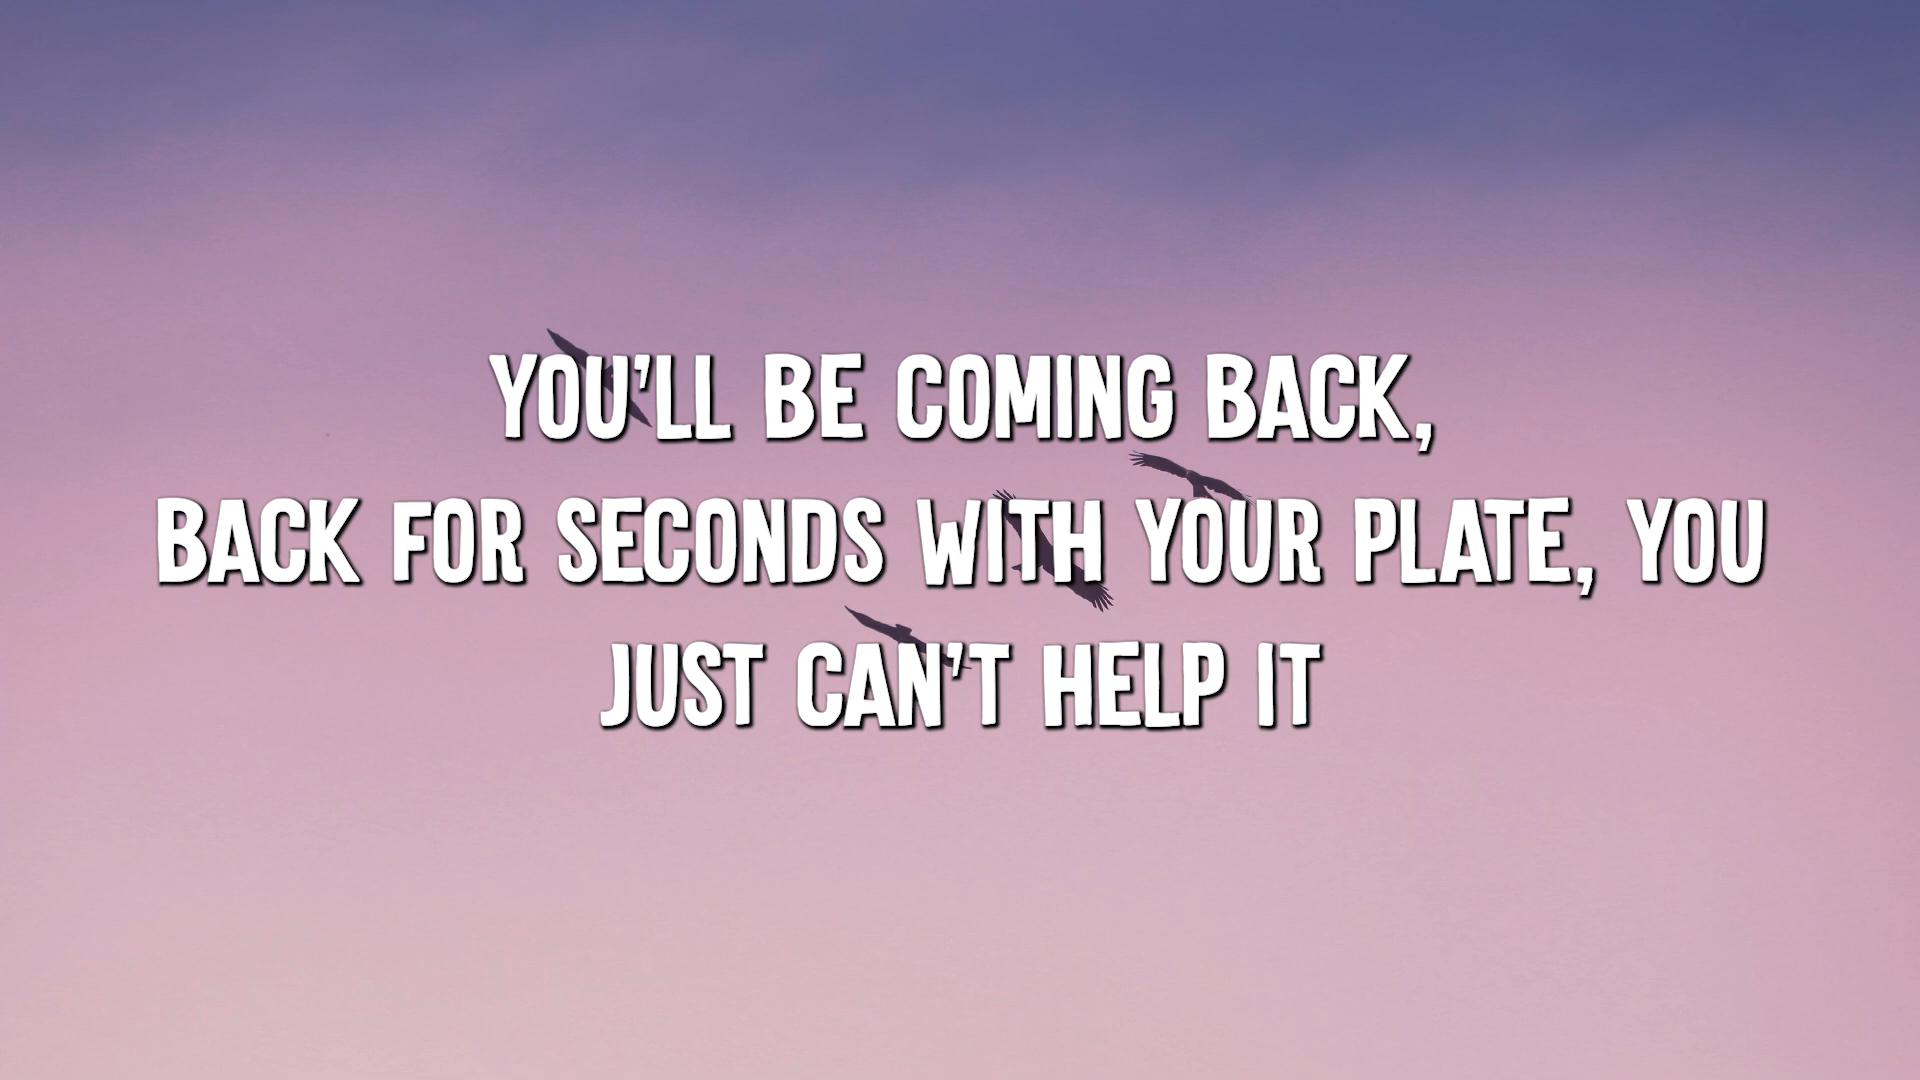 YOU'LL BE COMING BACK,
BACK FOR SECONDS WITH YOUR PLATE, YOU
JUST CAN'T HELP IT